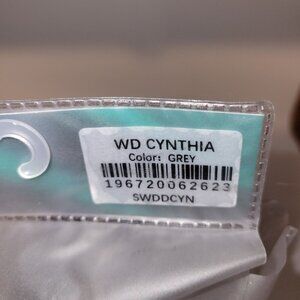 WD CYNTHIA
Color: GREY
196720062623
SWDDCYN